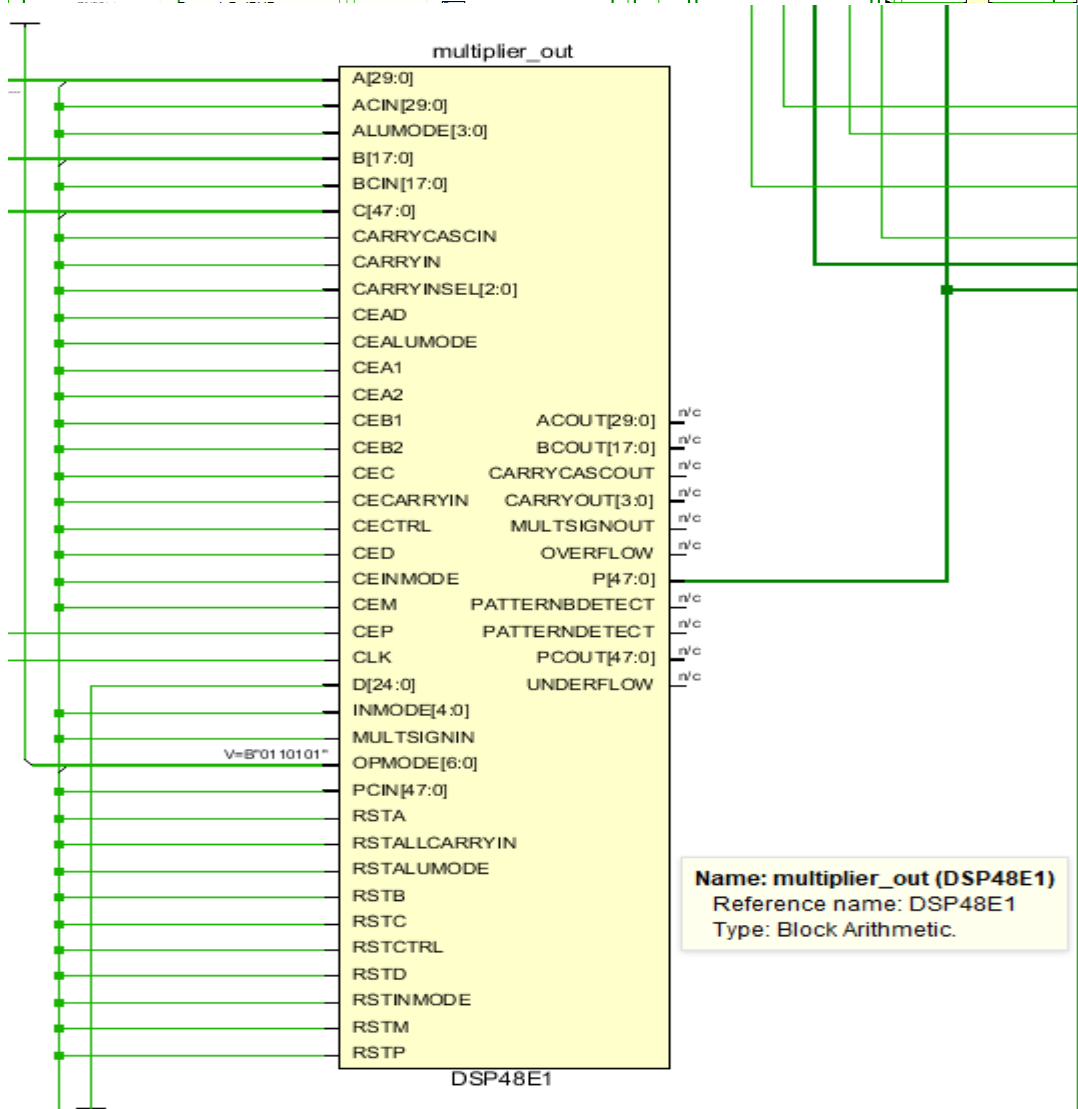 multiplier_out
A[29:0]
ACIN[29:0]
ALUMODE[3:0]
B[17:0]
BCIN[17:0]
C[47:0]
CARRYCASCIN
CARRYIN
CARRYINSEL[2:0]
CEAD
CEALUMODE
CEA1
CEA2
CEB1 ACOUT[29:0] n/c
CEB2 BCOUT[17:0] n/c
CEC CARRYCASCOUT n/c
CECARRYIN CARRYOUT[3:0] n/c
CECTRL MULTSIGNOUT n/c
CED OVERFLOW n/c
CEINMODE P[47:0]
CEM PATTERNBDETECT n/c
CEP PATTERNDETECT n/c
CLK PCOUT[47:0] n/c
D[24:0] UNDERFLOW n/c
INMODE[4:0]
MULTSIGNIN
V=B"0110101" OPMODE[6:0]
PCIN[47:0]
RSTA
RSTALLCARRYIN
RSTALUMODE
RSTB
RSTC
RSTCTRL
RSTD
RSTINMODE
RSTM
RSTP
DSP48E1
Name: multiplier_out (DSP48E1)
Reference name: DSP48E1
Type: Block Arithmetic.